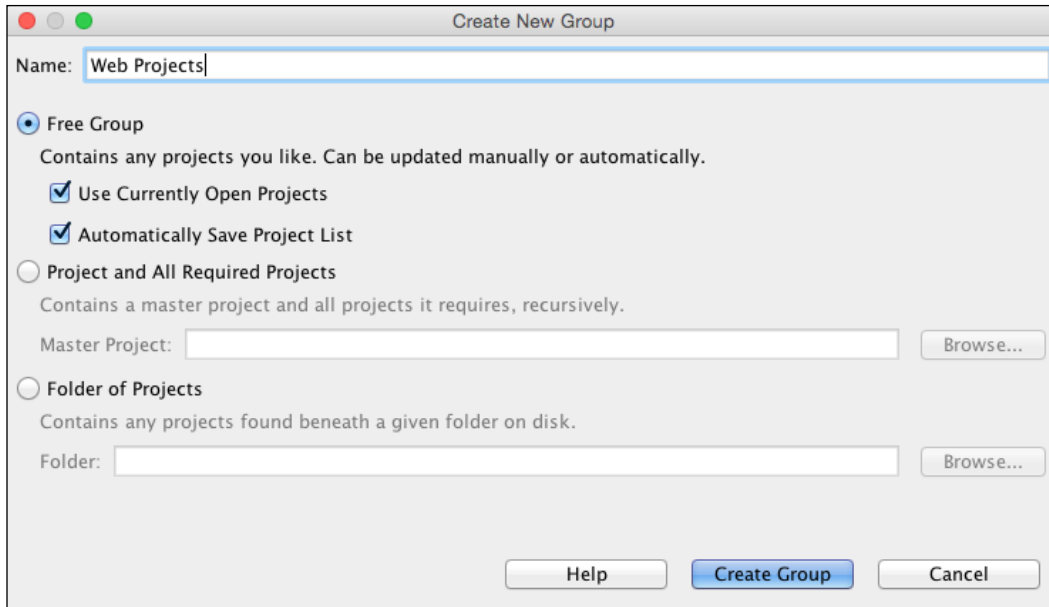 Create New Group
Name: Web Projects
Free Group
Contains any projects you like. Can be updated manually or automatically.
Use Currently Open Projects
Automatically Save Project List
Project and All Required Projects
Contains a master project and all projects it requires, recursively.
Master Project: Browse...
Folder of Projects
Contains any projects found beneath a given folder on disk.
Folder: Browse...
Help Create Group Cancel